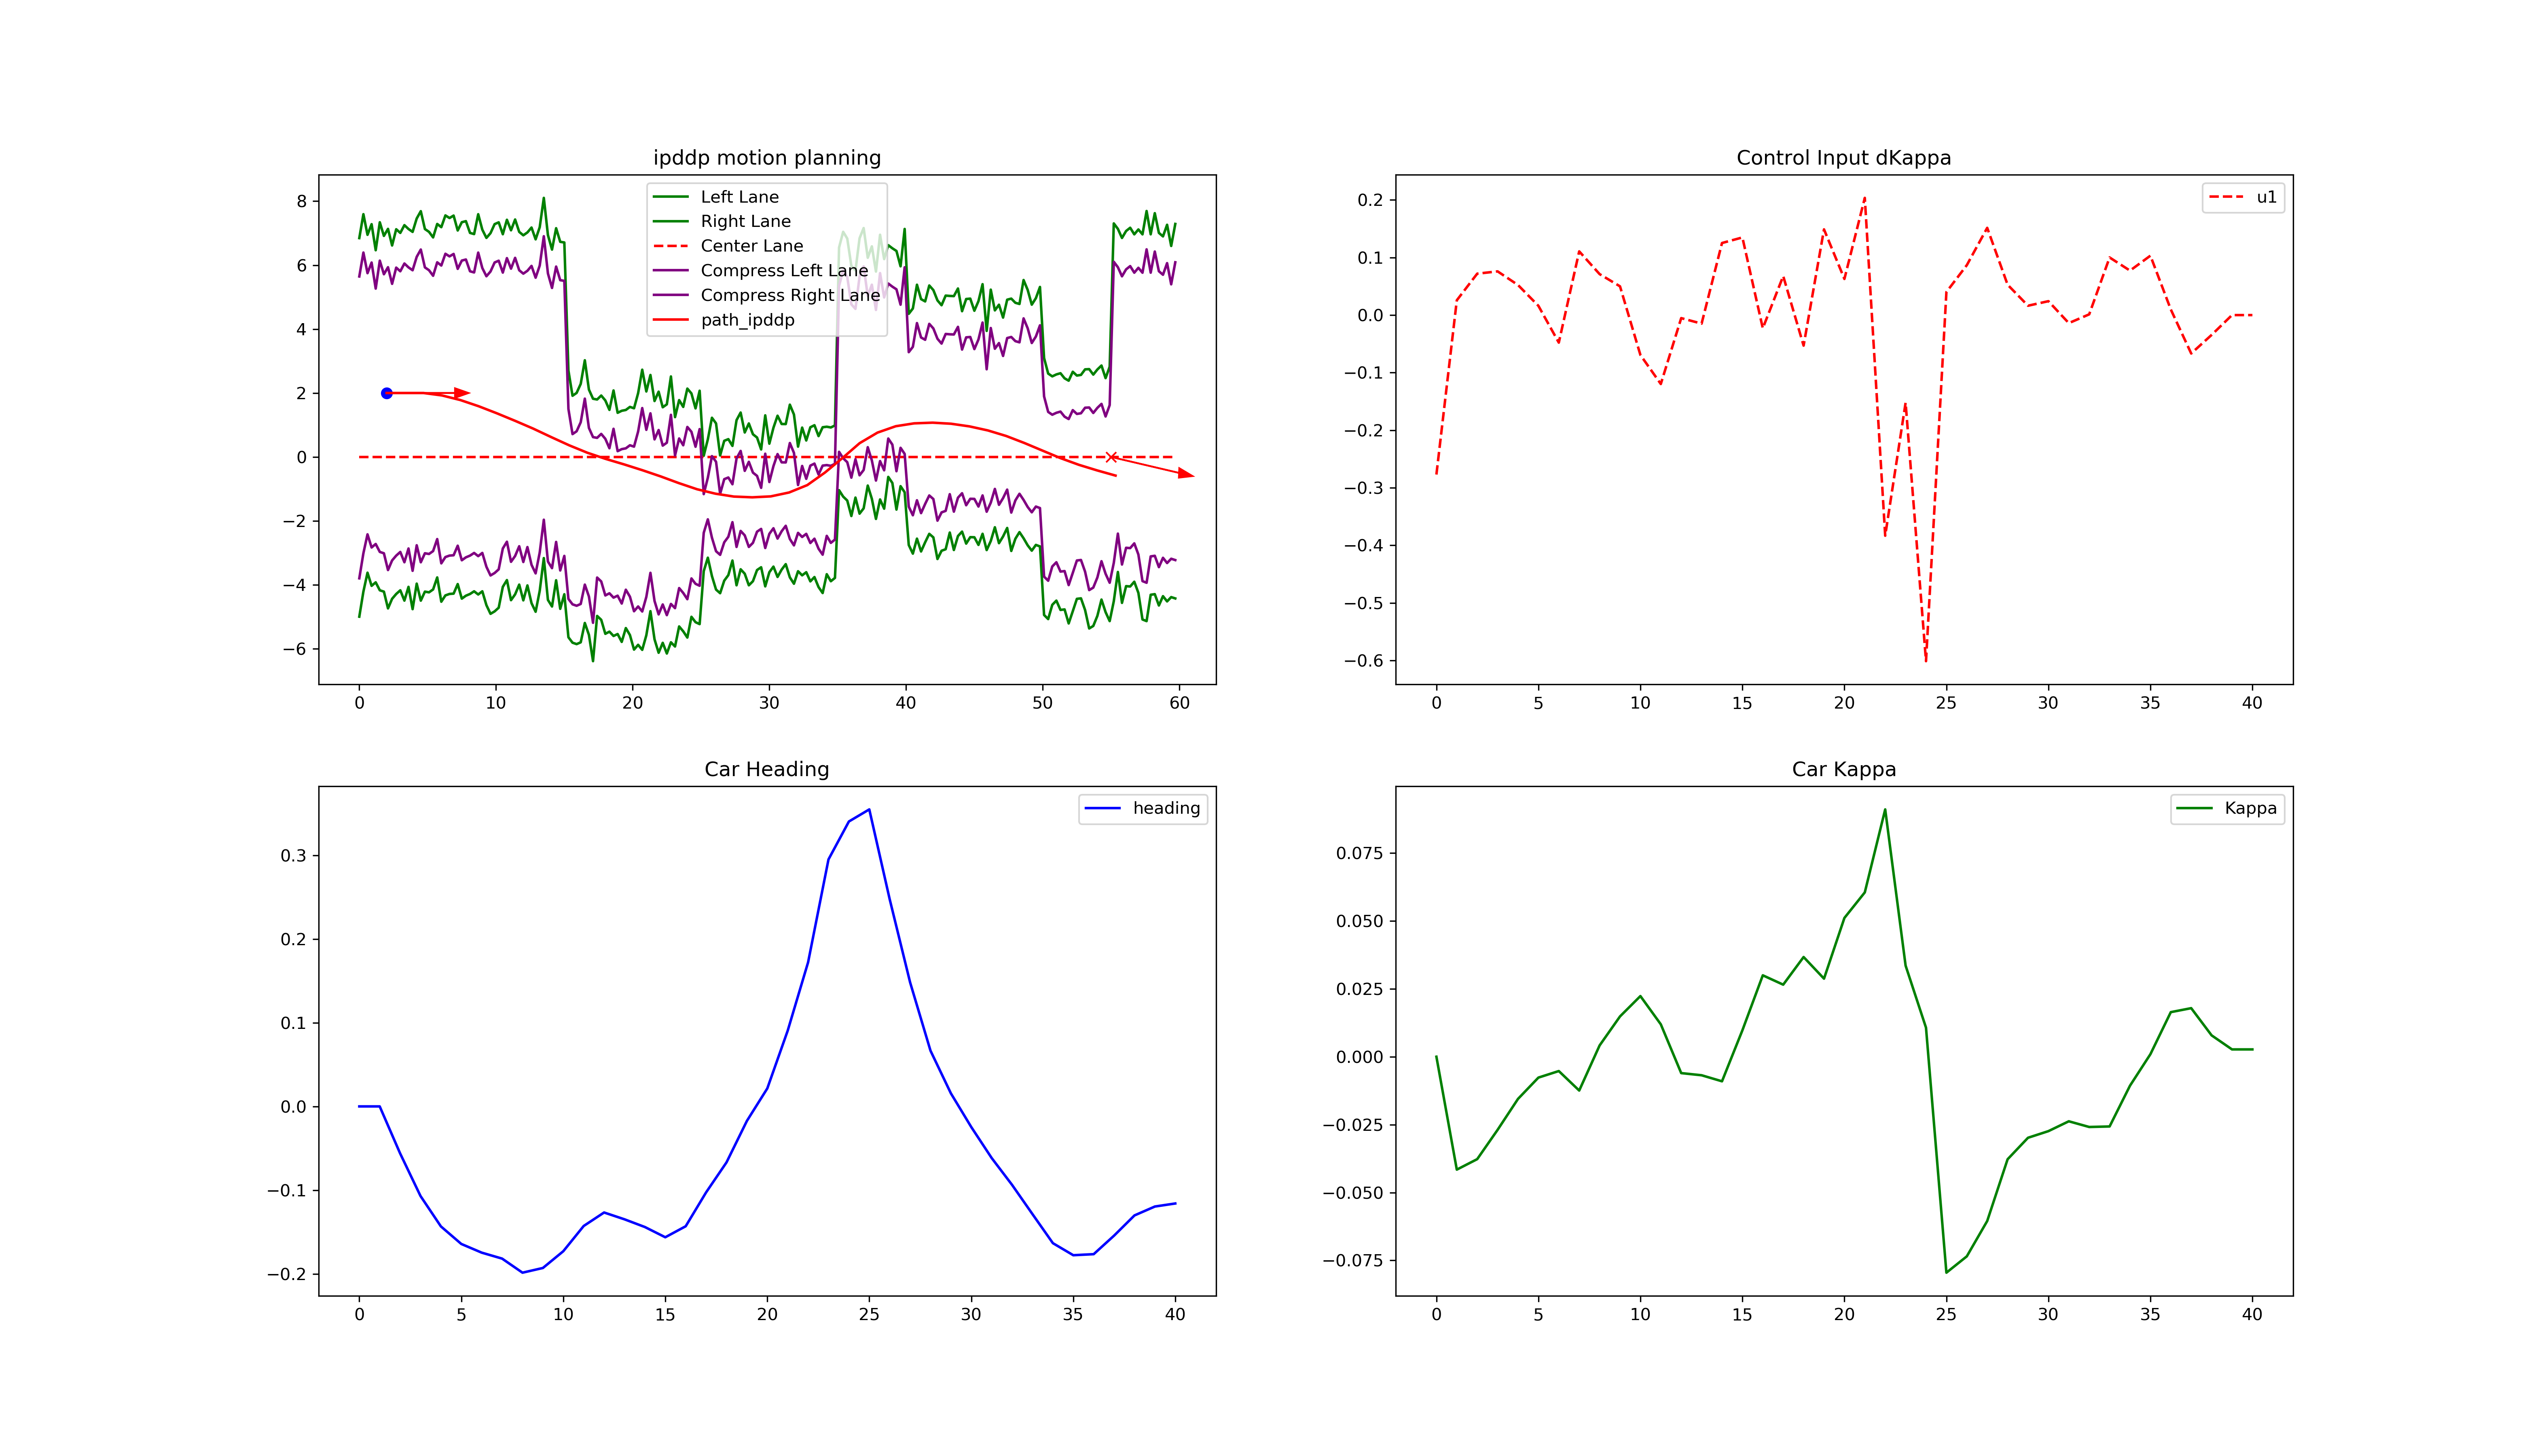 ipddp motion planning
Left Lane
Right Lane
Center Lane
Compress Left Lane
Compress Right Lane
path_ipddp
8
6
4
2
0
−2
−4
−6
0 10 20 30 40 50 60
Control Input dKappa
u1
0.2
0.1
0.0
−0.1
−0.2
−0.3
−0.4
−0.5
−0.6
0 5 10 15 20 25 30 35 40
Car Heading
heading
0.3
0.2
0.1
0.0
−0.1
−0.2
0 5 10 15 20 25 30 35 40
Car Kappa
Kappa
0.075
0.050
0.025
0.000
−0.025
−0.050
−0.075
0 5 10 15 20 25 30 35 40